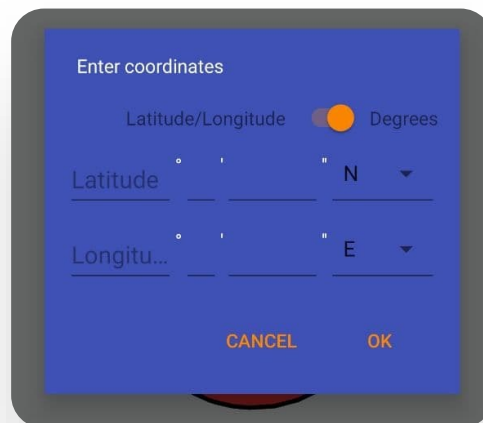 Enter coordinates
Latitude/Longitude Degrees
Latitude ° ' " N
Longitu... ° ' " E
CANCEL OK